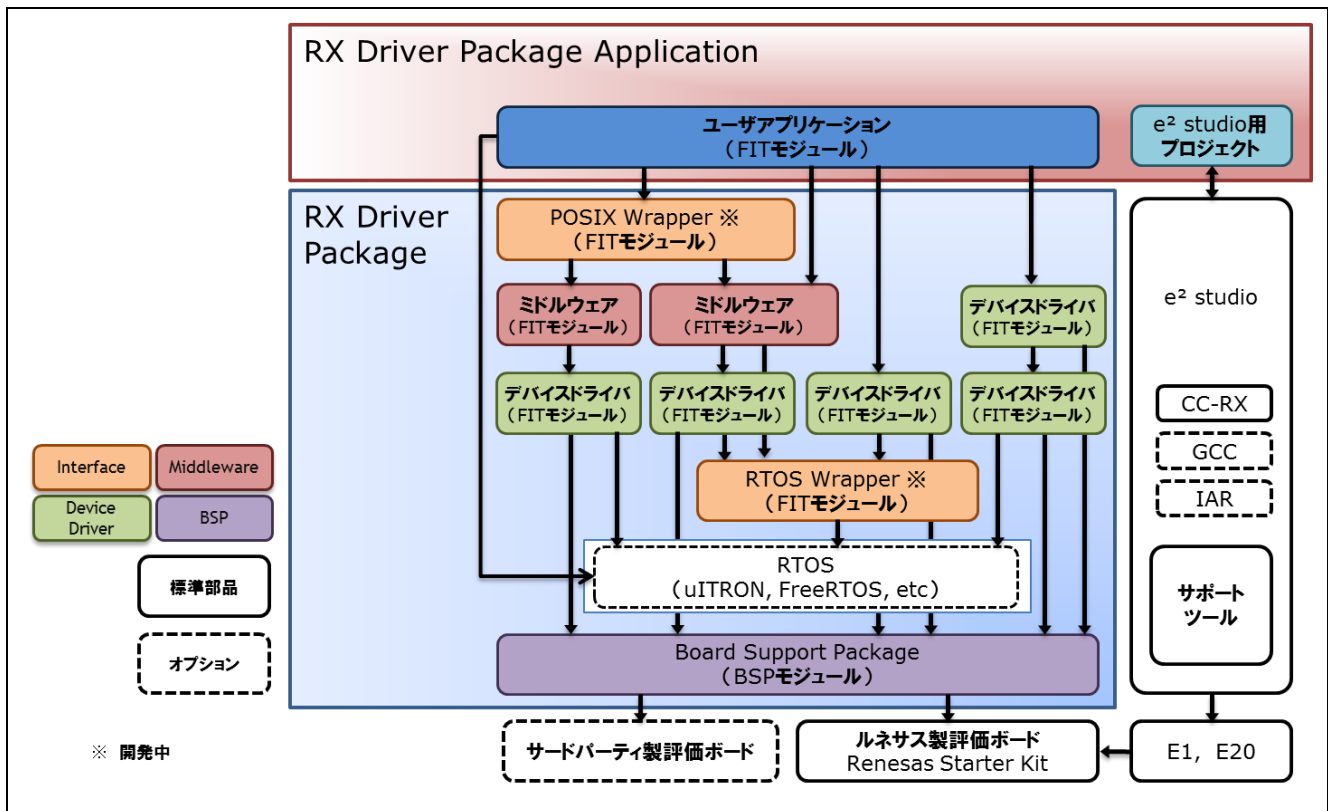 RX Driver Package Application
ユーザアプリケーション
(FITモジュール)
e² studio用
プロジェクト
RX Driver
Package
POSIX Wrapper ※
(FITモジュール)
ミドルウェア
(FITモジュール)
ミドルウェア
(FITモジュール)
デバイスドライバ
(FITモジュール)
デバイスドライバ
(FITモジュール)
デバイスドライバ
(FITモジュール)
デバイスドライバ
(FITモジュール)
デバイスドライバ
(FITモジュール)
RTOS Wrapper ※
(FITモジュール)
RTOS
(uITRON, FreeRTOS, etc)
Board Support Package
(BSPモジュール)
サードパーティ製評価ボード
ルネサス製評価ボード
Renesas Starter Kit
e² studio
CC-RX
GCC
IAR
サポート
ツール
E1, E20
Interface
Middleware
Device
Driver
BSP
標準部品
オプション
※ 開発中